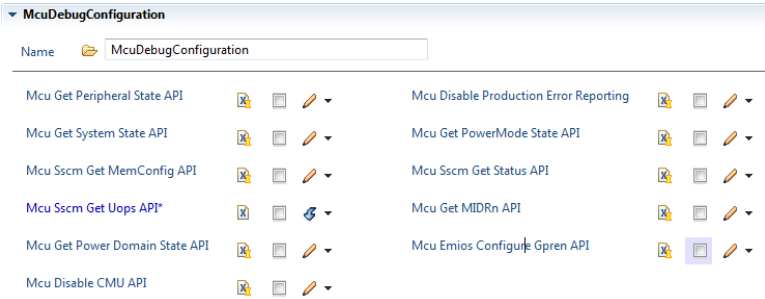 McuDebugConfiguration
Name McuDebugConfiguration
Mcu Get Peripheral State API Mcu Disable Production Error Reporting
Mcu Get System State API Mcu Get PowerMode State API
Mcu Sscm Get MemConfig API Mcu Sscm Get Status API
Mcu Sscm Get Uops API* Mcu Get MIDRn API
Mcu Get Power Domain State API Mcu Emios Configure Gpren API
Mcu Disable CMU API